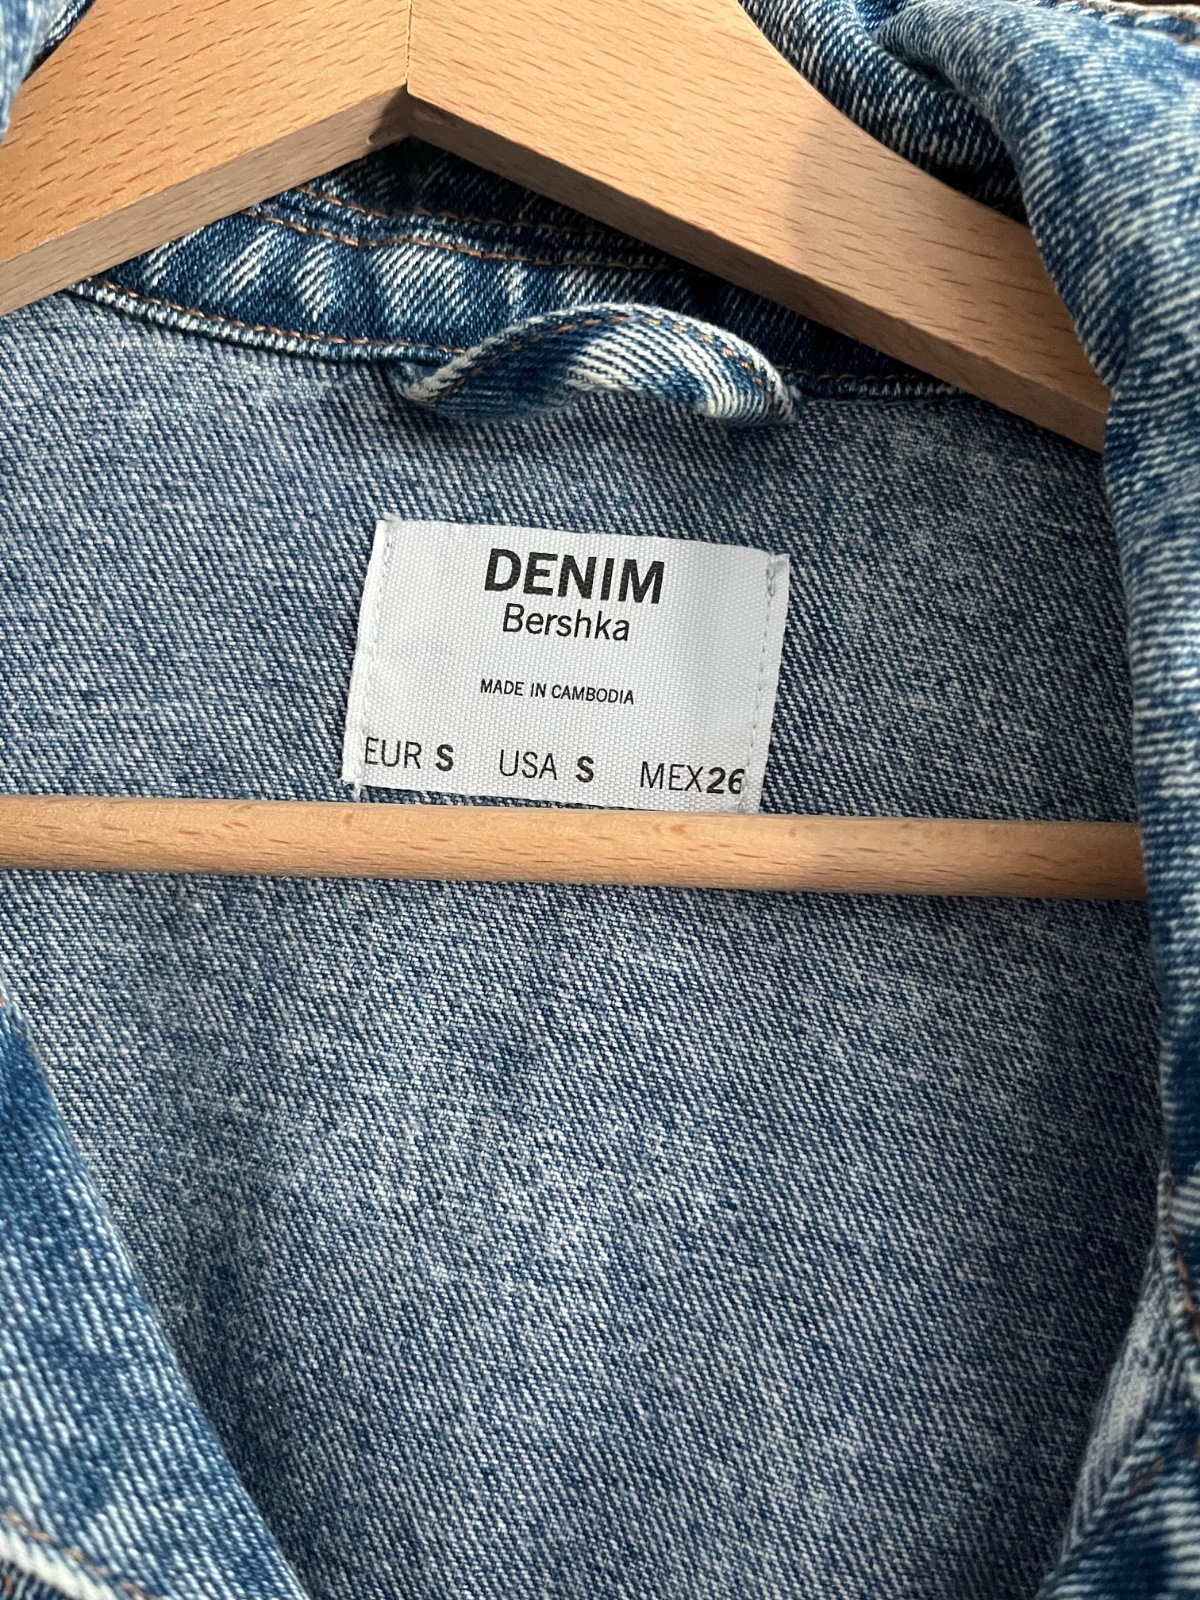 DENIM
Bershka
MADE IN CAMBODIA
EUR S USA S MEX26